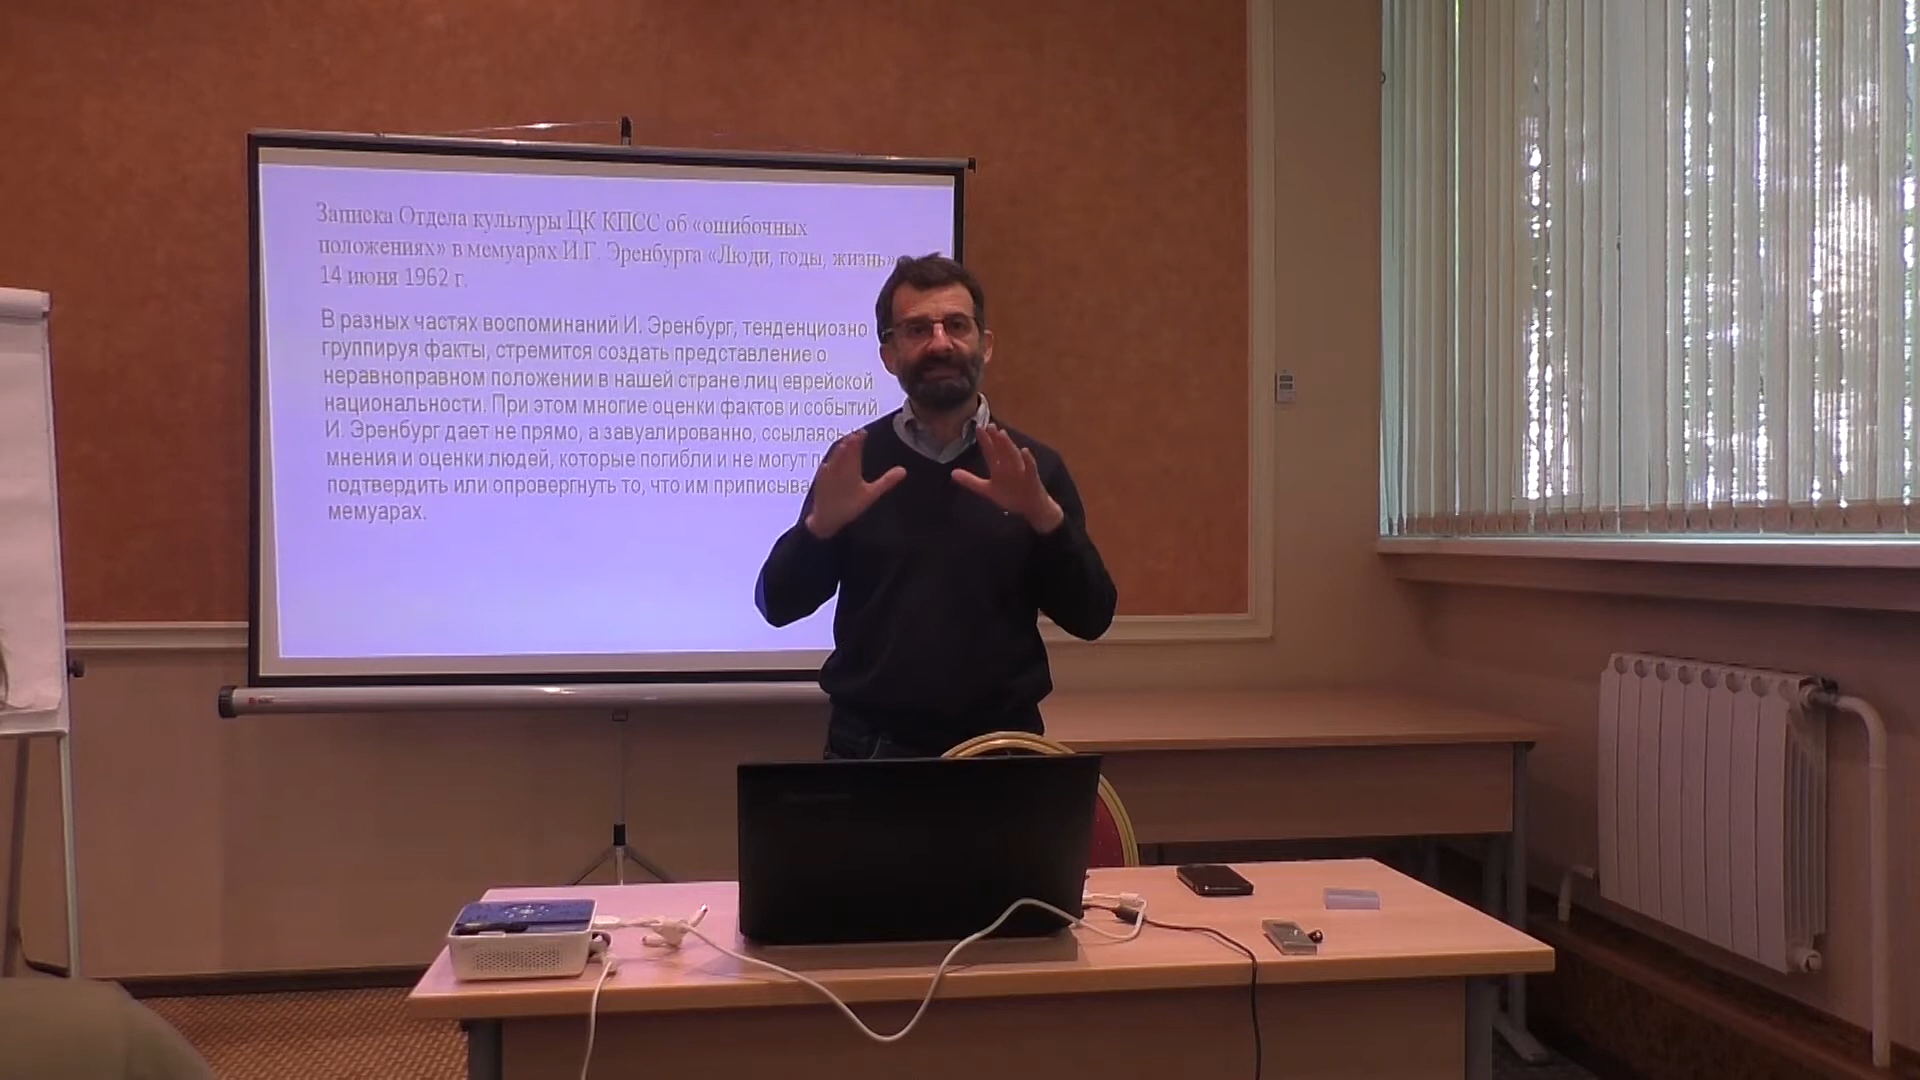 Записка Отдела культуры ЦК КПСС об «ошибочных
положениях» в мемуарах И.Г. Эренбурга «Люди, годы, жизнь»
14 июня 1962 г.
В разных частях воспоминаний И. Эренбург, тенденциозно
группируя факты, стремится создать представление о
неравноправном положении в нашей стране лиц еврейской
национальности. При этом многие оценки фактов и событий
И. Эренбург дает не прямо, а завуалированно, ссылаясь
мнения и оценки людей, которые погибли и не могут
подтвердить или опровергнуть то, что им
мемуарах.